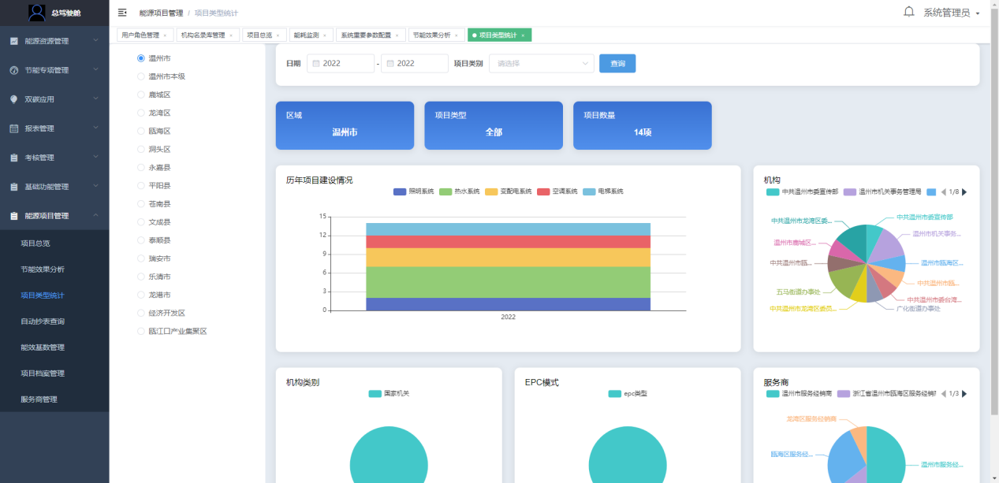 总驾驶舱
能源项目管理 / 项目类型统计
系统管理员
用户角色管理 ×
机构名录库管理 ×
项目总览 ×
能耗监测 ×
系统重要参数配置 ×
节能效果分析 ×
项目类型统计 ×
能源资源管理
节能专项管理
双碳应用
报表管理
考核管理
基础功能管理
能源项目管理
项目总览
节能效果分析
项目类型统计
自动抄表查询
能效基数管理
项目档案管理
服务商管理
温州市
温州市本级
鹿城区
龙湾区
瓯海区
洞头区
永嘉县
平阳县
苍南县
文成县
泰顺县
瑞安市
乐清市
龙港市
经济开发区
瓯江口产业集聚区
日期 2022 - 2022 项目类别 请选择 查询
区域
温州市
项目类型
全部
项目数量
14项
历年项目建设情况
照明系统 热水系统 变配电系统 空调系统 电梯系统
15
12
9
6
3
0
2022
机构
中共温州市委宣传部 温州市机关事务管理局 1/8
中共温州市委宣传部
温州市机关事务...
温州市瓯海区...
中共温州市瓯...
中共温州市委台湾...
广化街道办事处
中共温州市龙湾区委员...
五马街道办事处
中共温州市瓯...
温州市鹿城区...
中共温州市龙湾区委...
机构类别
国家机关
EPC模式
epc类型
服务商
温州市服务经销商 浙江省温州市瓯海区服务经销 1/3
龙湾区服务经销商
瓯海区服务经...
温州市服务经...